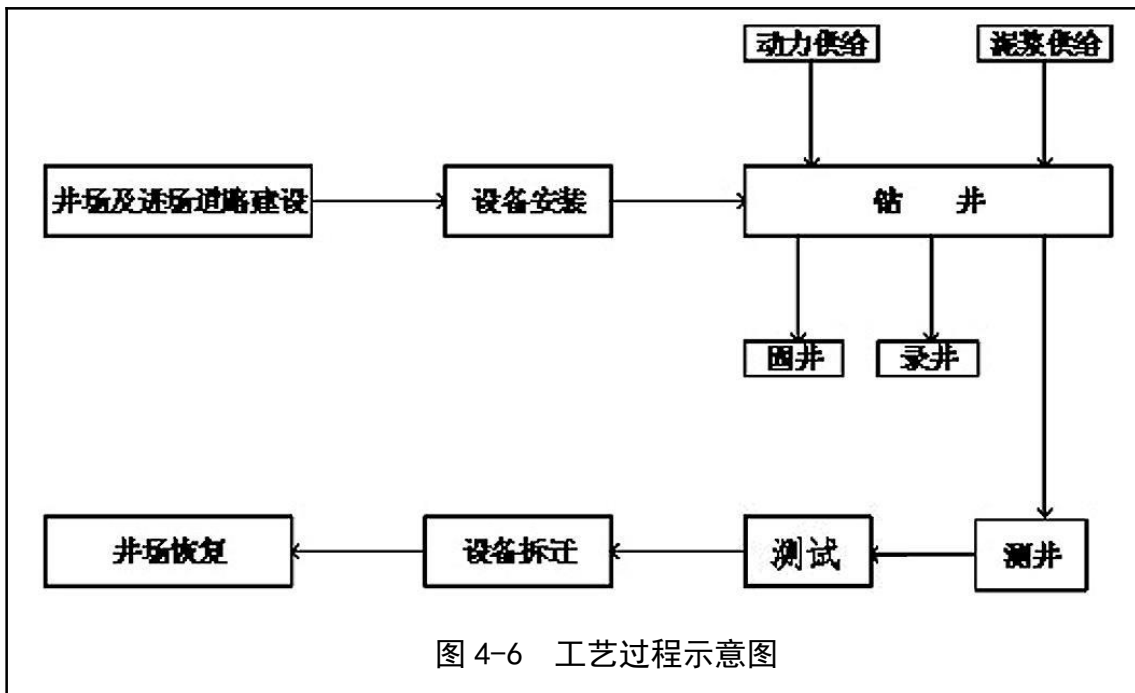 动力供给 泥浆供给
井场及进场道路建设 设备安装 钻 井
固井 录井
井场恢复 设备拆迁 测试 测井
图 4-6 工艺过程示意图